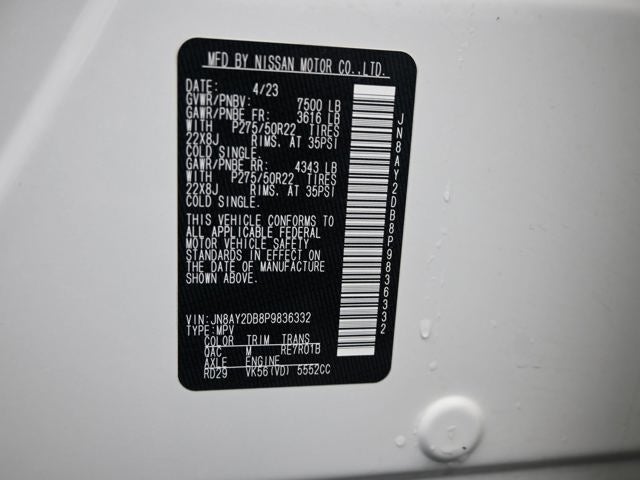 MFD BY NISSAN MOTOR CO.,LTD.
DATE: 4/23
GVWR/PNBV: 7500 LB
GAWR/PNBE FR: 3616 LB
WITH P275/50R22 TIRES
22X8J RIMS. AT 35PSI
COLD SINGLE.
GAWR/PNBE RR: 4343 LB
WITH P275/50R22 TIRES
22X8J RIMS. AT 35PSI
COLD SINGLE.
THIS VEHICLE CONFORMS TO
ALL APPLICABLE FEDERAL
MOTOR VEHICLE SAFETY
STANDARDS IN EFFECT ON
THE DATE OF MANUFACTURE
SHOWN ABOVE.
VIN:JN8AY2DB8P9836332
TYPE:MPV
COLOR TRIM TRANS
QAC M RE7R01B
AXLE ENGINE
RD29 VK56(VD) 5552CC
JN8AY2DB8P9836332